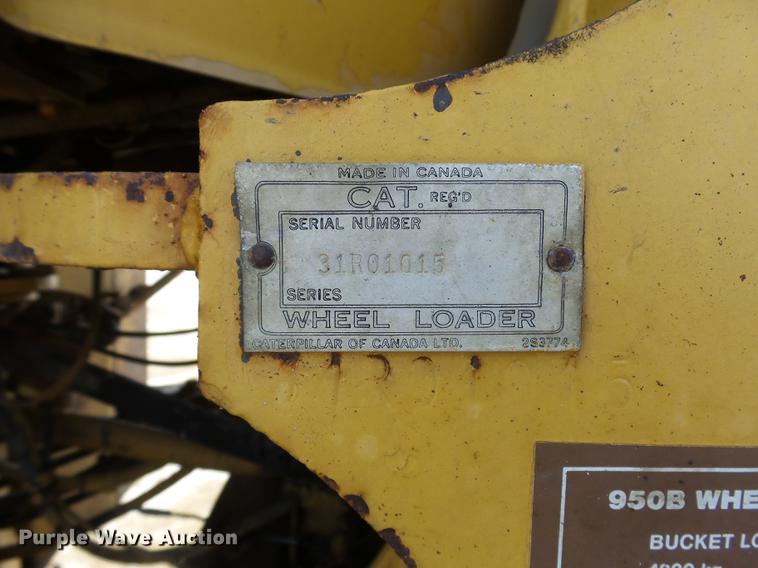 MADE IN CANADA
CAT. REG'D
SERIAL NUMBER
31R01015
SERIES
WHEEL LOADER
CATERPILLAR OF CANADA LTD. 2S3774
950B WHE
BUCKET LO
Purple Wave Auction